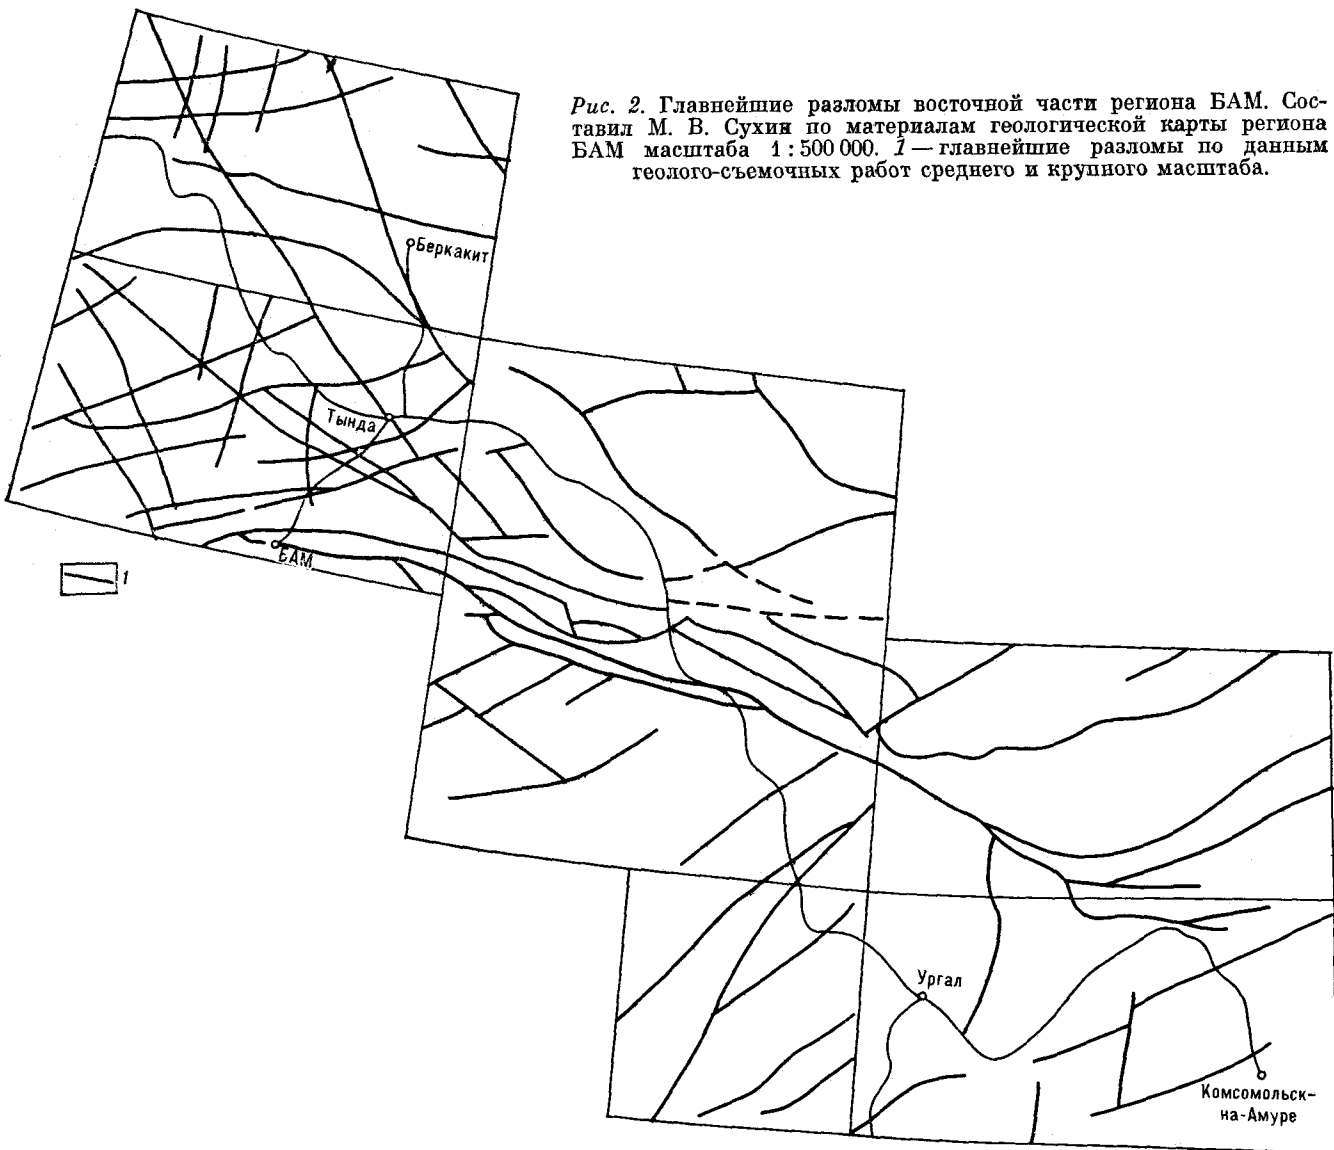 Рис. 2. Главнейшие разломы восточной части региона БАМ. Сос-
тавил М. В. Сухин по материалам геологической карты региона
БАМ масштаба 1 : 500 000. 1 — главнейшие разломы по данным
геолого-съемочных работ среднего и крупного масштаба.
Беркакит
Тында
БАМ
1
Ургал
Комсомольск-
на-Амуре